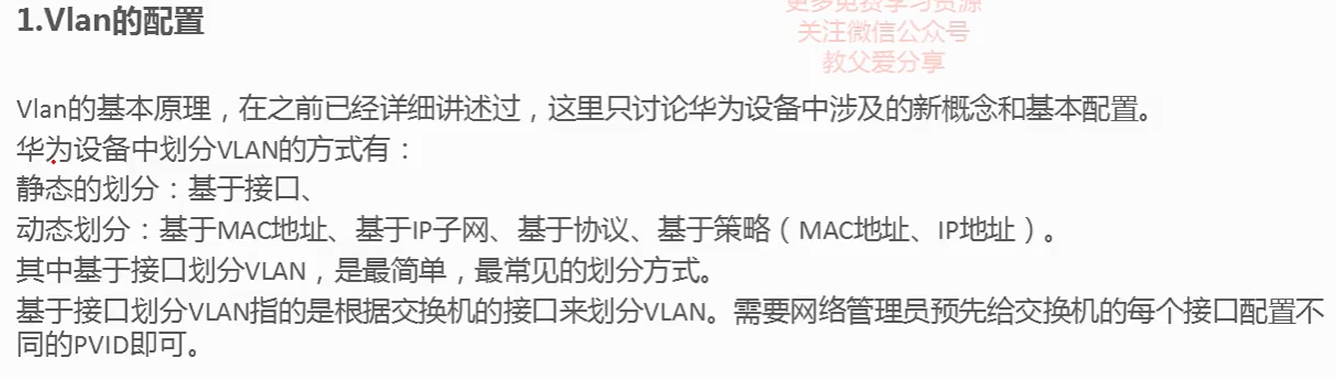 1.Vlan的配置
更多免费学习资源
关注微信公众号
教父爱分享
Vlan的基本原理，在之前已经详细讲述过，这里只讨论华为设备中涉及的新概念和基本配置。
华为设备中划分VLAN的方式有：
静态的划分：基于接口、
动态划分：基于MAC地址、基于IP子网、基于协议、基于策略（MAC地址、IP地址）。
其中基于接口划分VLAN，是最简单，最常见的划分方式。
基于接口划分VLAN指的是根据交换机的接口来划分VLAN。需要网络管理员预先给交换机的每个接口配置不
同的PVID即可。